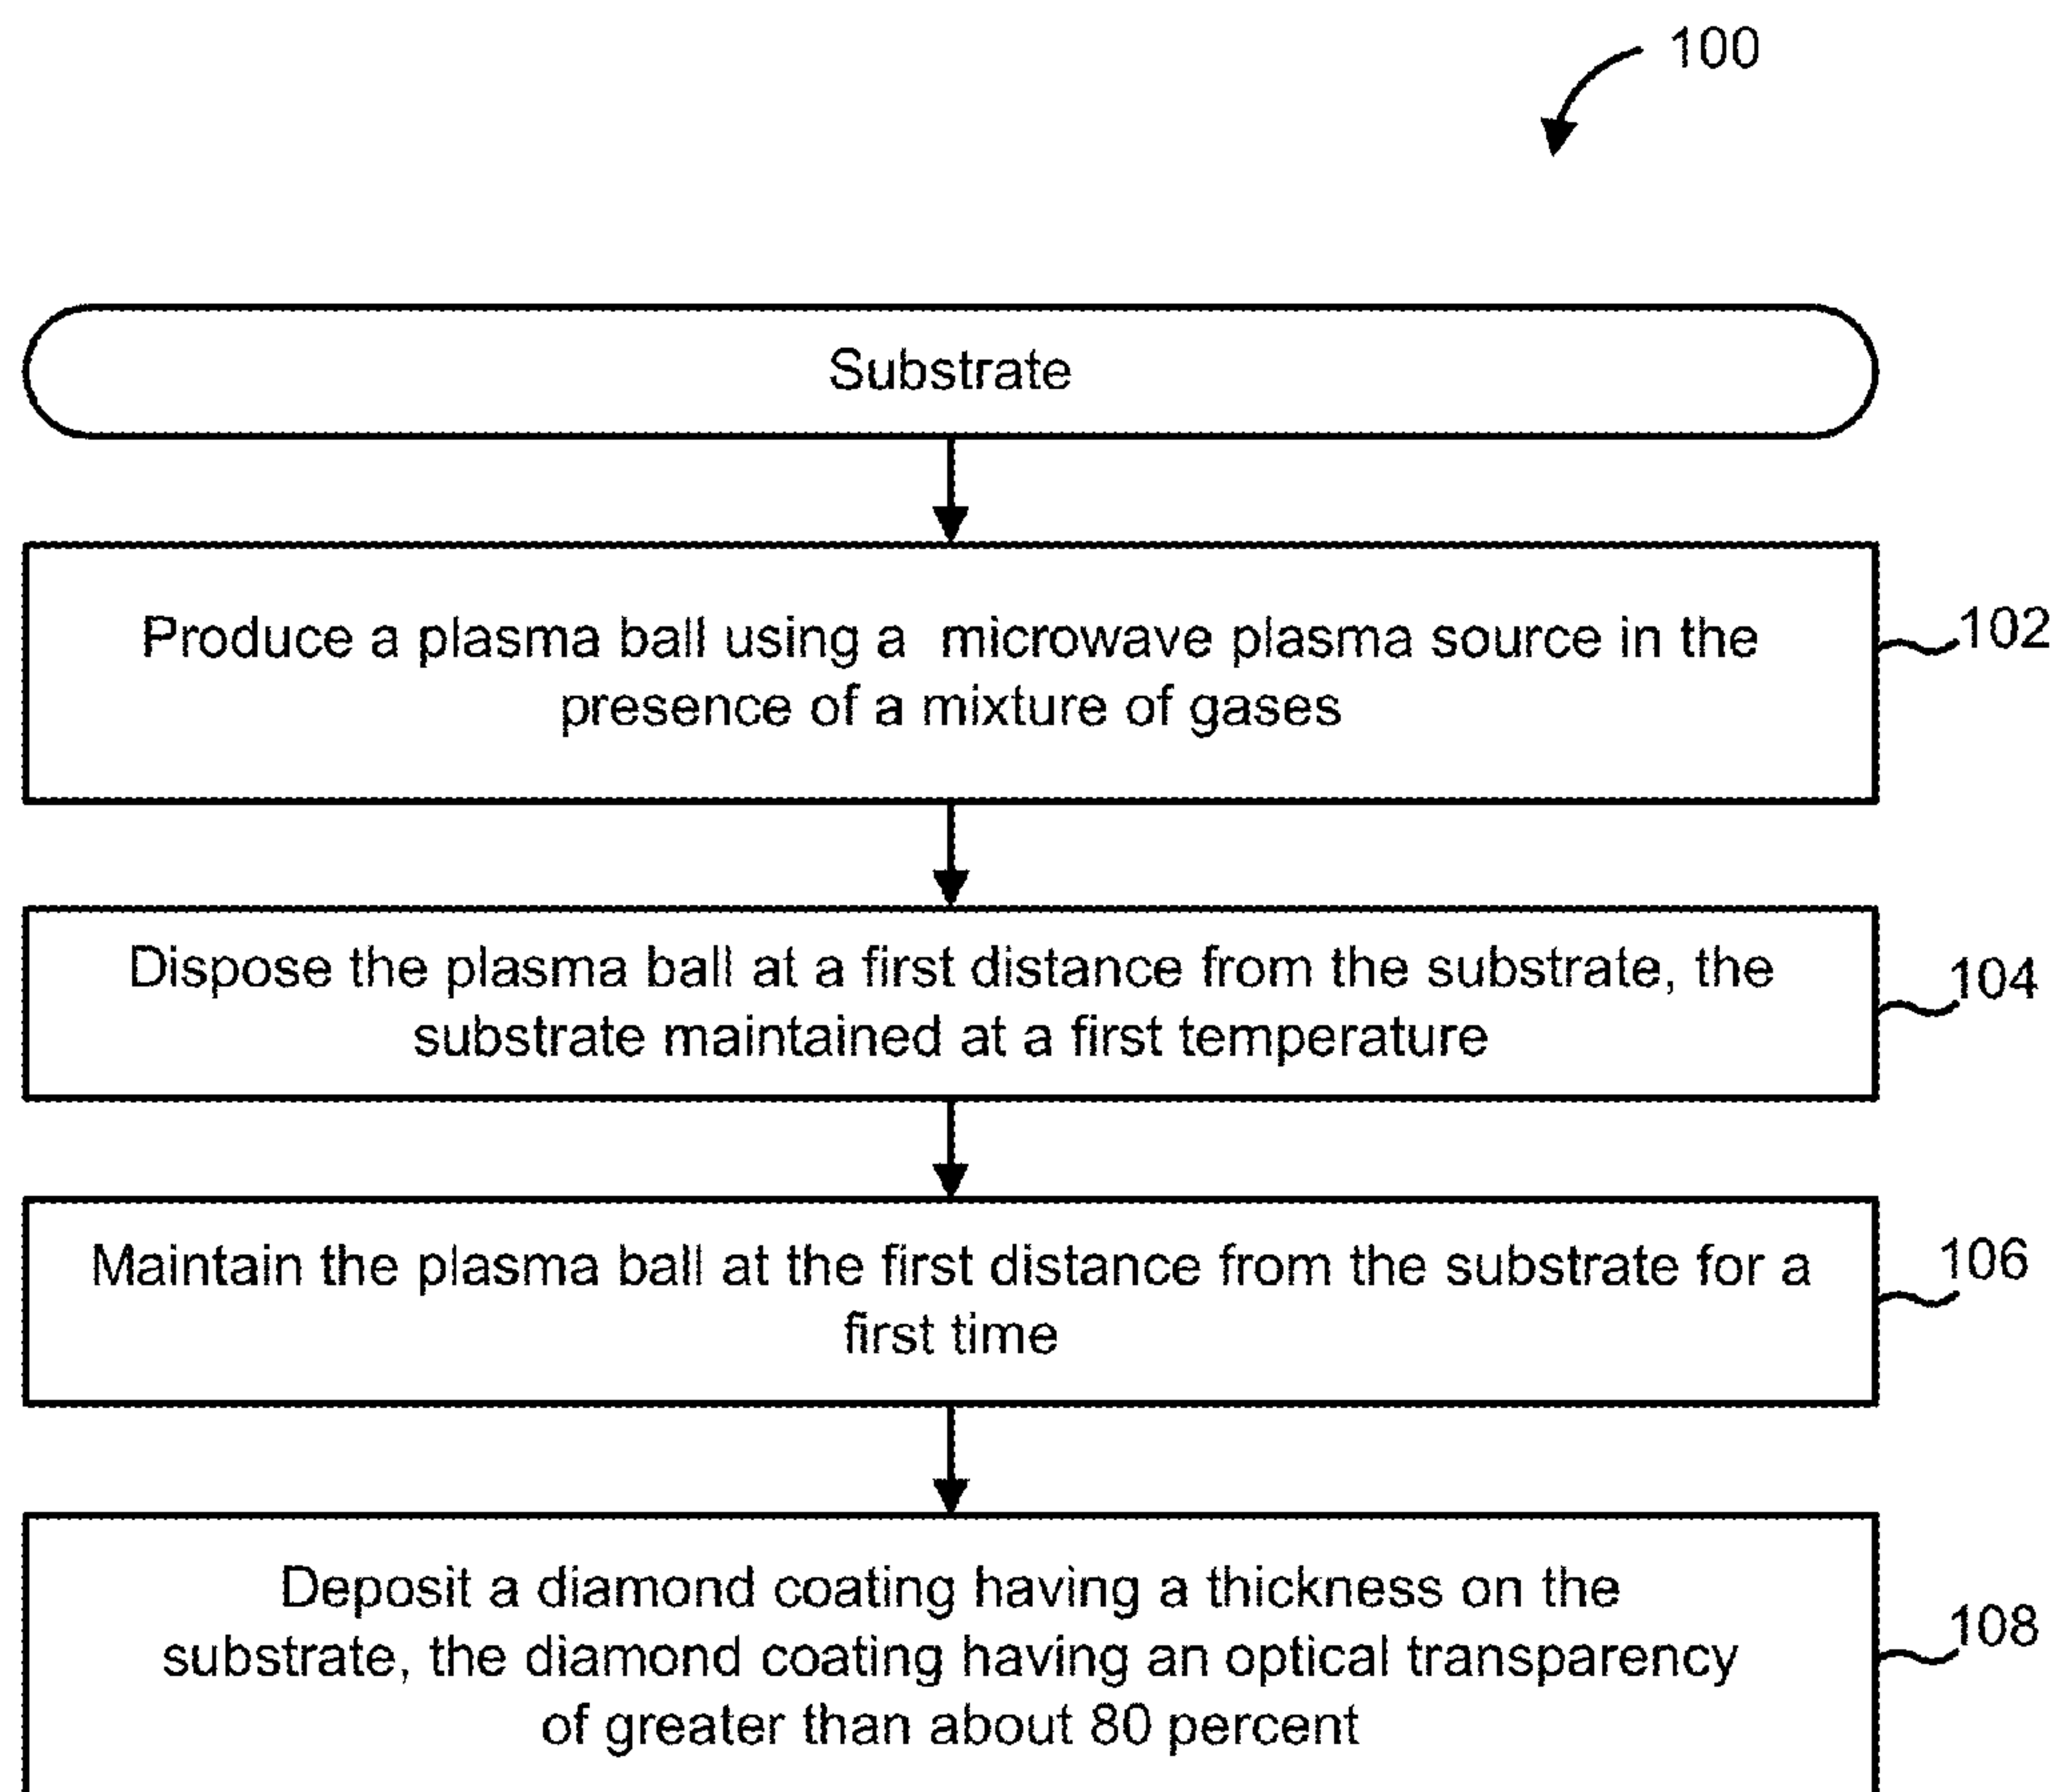 100
Substrate
Produce a plasma ball using a microwave plasma source in the
presence of a mixture of gases
102
Dispose the plasma ball at a first distance from the substrate, the
substrate maintained at a first temperature
104
Maintain the plasma ball at the first distance from the substrate for a
first time
106
Deposit a diamond coating having a thickness on the
substrate, the diamond coating having an optical transparency
of greater than about 80 percent
108